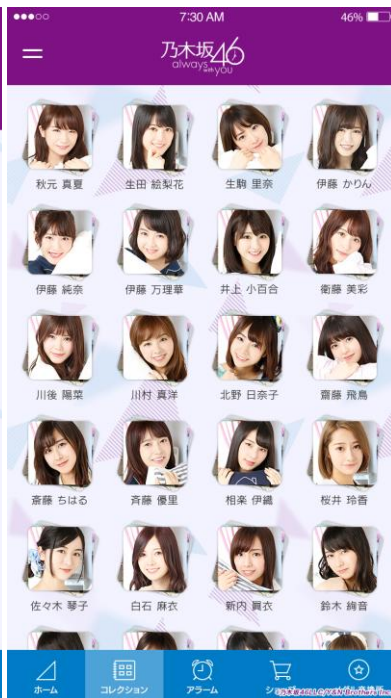 7:30 AM
46%
乃木坂46
always
with you
秋元 真夏
生田 絵梨花
生駒 里奈
伊藤 かりん
伊藤 純奈
伊藤 万理華
井上 小百合
衛藤 美彩
川後 陽菜
川村 真洋
北野 日奈子
齋藤 飛鳥
斎藤 ちはる
斉藤 優里
相楽 伊織
桜井 玲香
佐々木 琴子
白石 麻衣
新内 眞衣
鈴木 絢音
ホーム
コレクション
アラーム